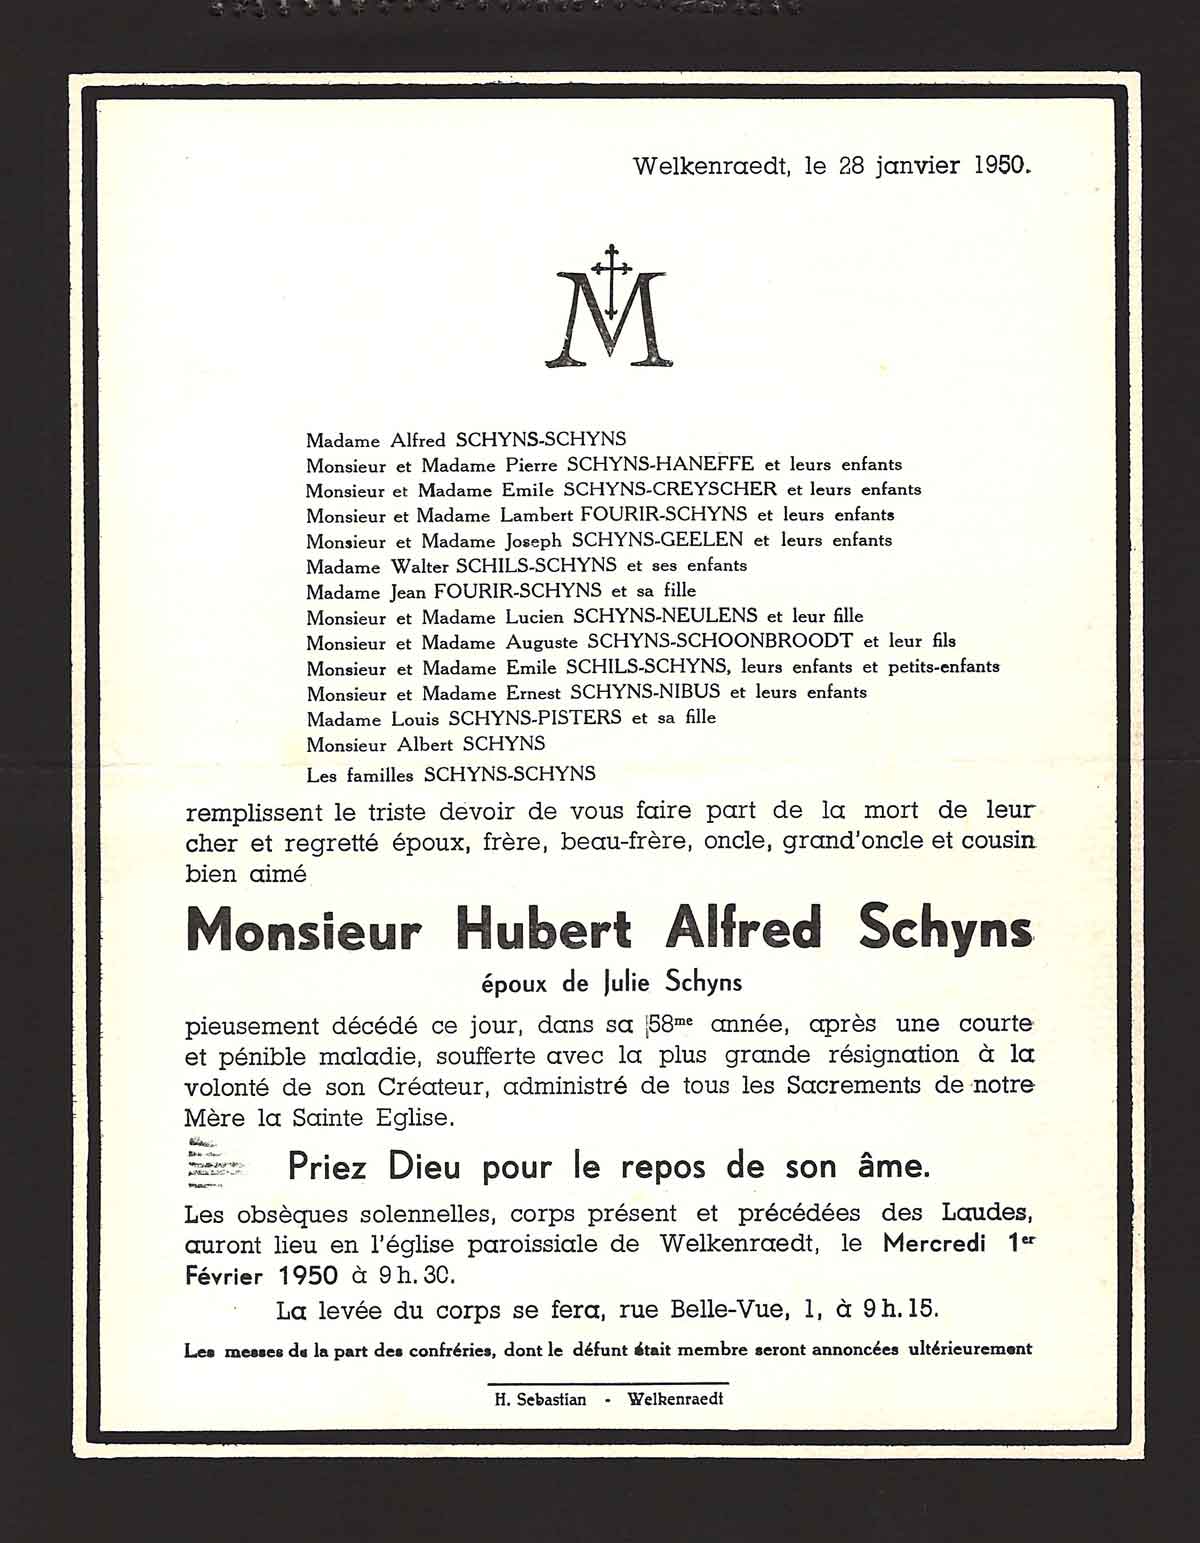 Welkenraedt, le 28 janvier 1950.
M
Madame Alfred SCHYNS-SCHYNS
Monsieur et Madame Pierre SCHYNS-HANEFFE et leurs enfants
Monsieur et Madame Emile SCHYNS-CREYSCHER et leurs enfants
Monsieur et Madame Lambert FOURIR-SCHYNS et leurs enfants
Monsieur et Madame Joseph SCHYNS-GEELEN et leurs enfants
Madame Walter SCHILS-SCHYNS et ses enfants
Madame Jean FOURIR-SCHYNS et sa fille
Monsieur et Madame Lucien SCHYNS-NEULENS et leur fille
Monsieur et Madame Auguste SCHYNS-SCHOONBROODT et leur fils
Monsieur et Madame Emile SCHILS-SCHYNS, leurs enfants et petits-enfants
Monsieur et Madame Ernest SCHYNS-NIBUS et leurs enfants
Madame Louis SCHYNS-PISTERS et sa fille
Monsieur Albert SCHYNS
Les familles SCHYNS-SCHYNS
remplissent le triste devoir de vous faire part de la mort de leur
cher et regretté époux, frère, beau-frère, oncle, grand'oncle et cousin
bien aimé
Monsieur Hubert Alfred Schyns
époux de Julie Schyns
pieusement décédé ce jour, dans sa 58me année, après une courte
et pénible maladie, soufferte avec la plus grande résignation à la
volonté de son Créateur, administré de tous les Sacrements de notre
Mère la Sainte Eglise.
Priez Dieu pour le repos de son âme.
Les obsèques solennelles, corps présent et précédées des Laudes,
auront lieu en l'église paroissiale de Welkenraedt, le Mercredi 1er
Février 1950 à 9 h. 30.
La levée du corps se fera, rue Belle-Vue, 1, à 9 h. 15.
Les messes de la part des confréries, dont le défunt était membre seront annoncées ultérieurement
H. Sebastian - Welkenraedt